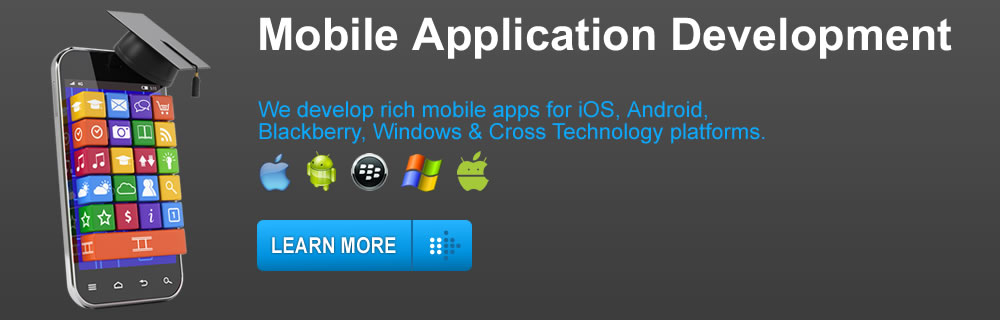 Mobile Application Development
We develop rich mobile apps for iOS, Android,
Blackberry, Windows & Cross Technology platforms.
LEARN MORE